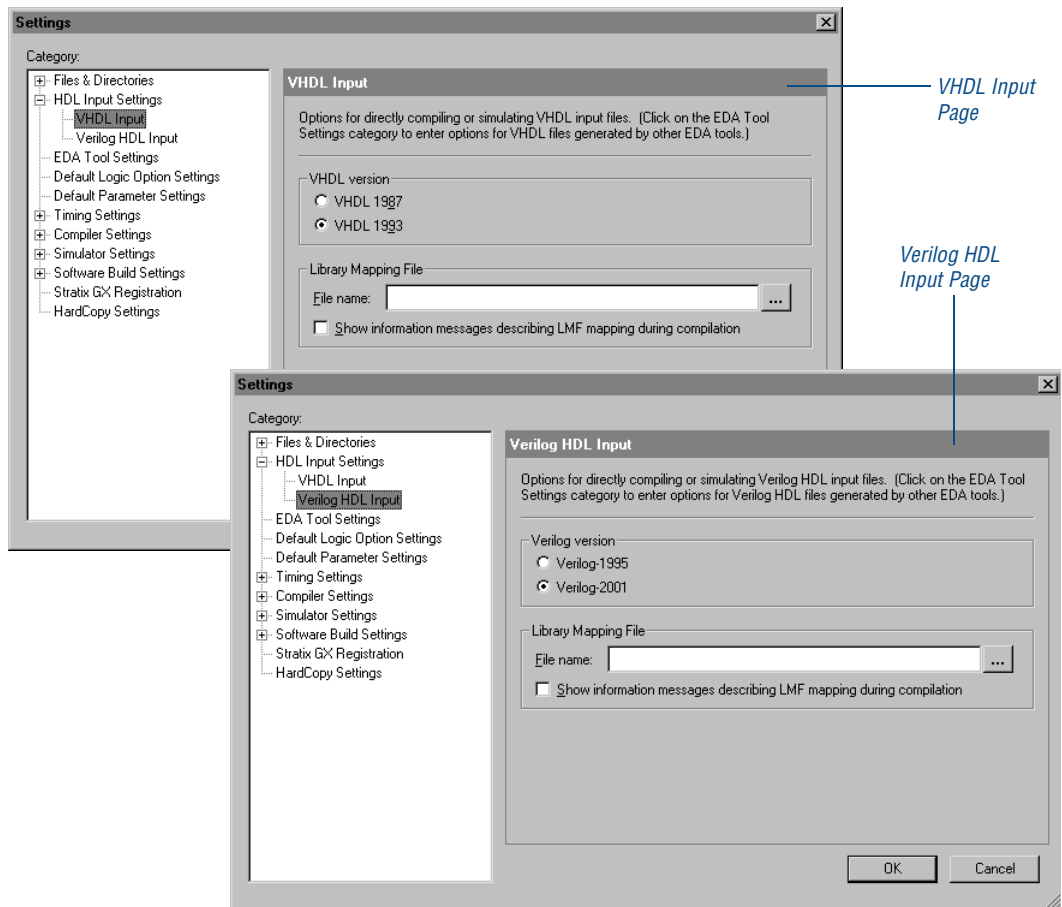 Settings
Category:
Files & Directories
HDL Input Settings
VHDL Input
Verilog HDL Input
EDA Tool Settings
Default Logic Option Settings
Default Parameter Settings
Timing Settings
Compiler Settings
Simulator Settings
Software Build Settings
Stratix GX Registration
HardCopy Settings
VHDL Input
Options for directly compiling or simulating VHDL input files. (Click on the EDA Tool
Settings category to enter options for VHDL files generated by other EDA tools.)
VHDL version
VHDL 1987
VHDL 1993
Library Mapping File
File name:
...
Show information messages describing LMF mapping during compilation
VHDL Input
Page
Verilog HDL
Input Page
Settings
Category:
Files & Directories
HDL Input Settings
VHDL Input
Verilog HDL Input
EDA Tool Settings
Default Logic Option Settings
Default Parameter Settings
Timing Settings
Compiler Settings
Simulator Settings
Software Build Settings
Stratix GX Registration
HardCopy Settings
Verilog HDL Input
Options for directly compiling or simulating Verilog HDL input files. (Click on the EDA Tool
Settings category to enter options for Verilog HDL files generated by other EDA tools.)
Verilog version
Verilog-1995
Verilog-2001
Library Mapping File
File name:
...
Show information messages describing LMF mapping during compilation
OK
Cancel